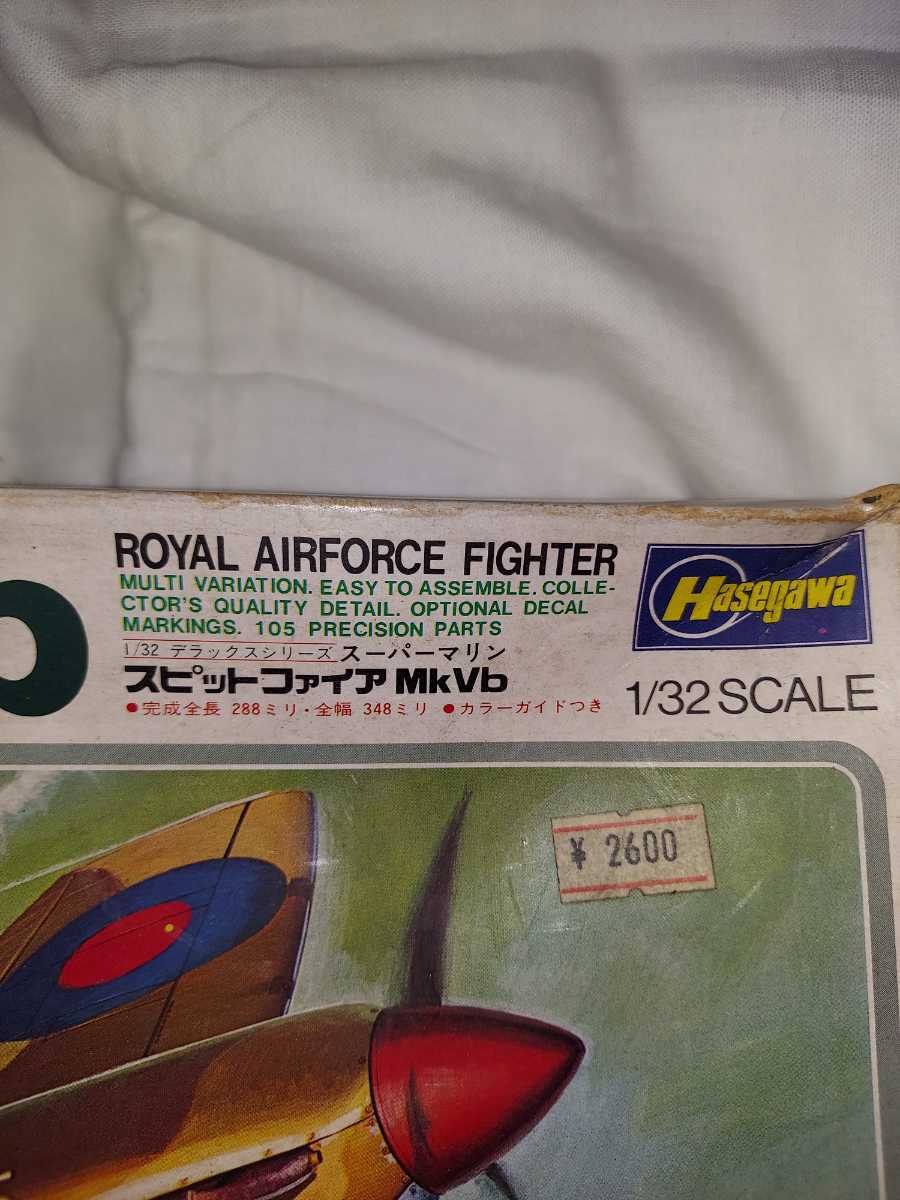 ROYAL AIRFORCE FIGHTER
MULTI VARIATION. EASY TO ASSEMBLE. COLLE-
CTOR'S QUALITY DETAIL. OPTIONAL DECAL
MARKINGS. 105 PRECISION PARTS
1/32 デラックスシリーズ スーパーマリン
スピットファイア MkVb
●完成全長 288ミリ・全幅 348ミリ ●カラーガイドつき
Hasegawa
1/32 SCALE
¥ 2600